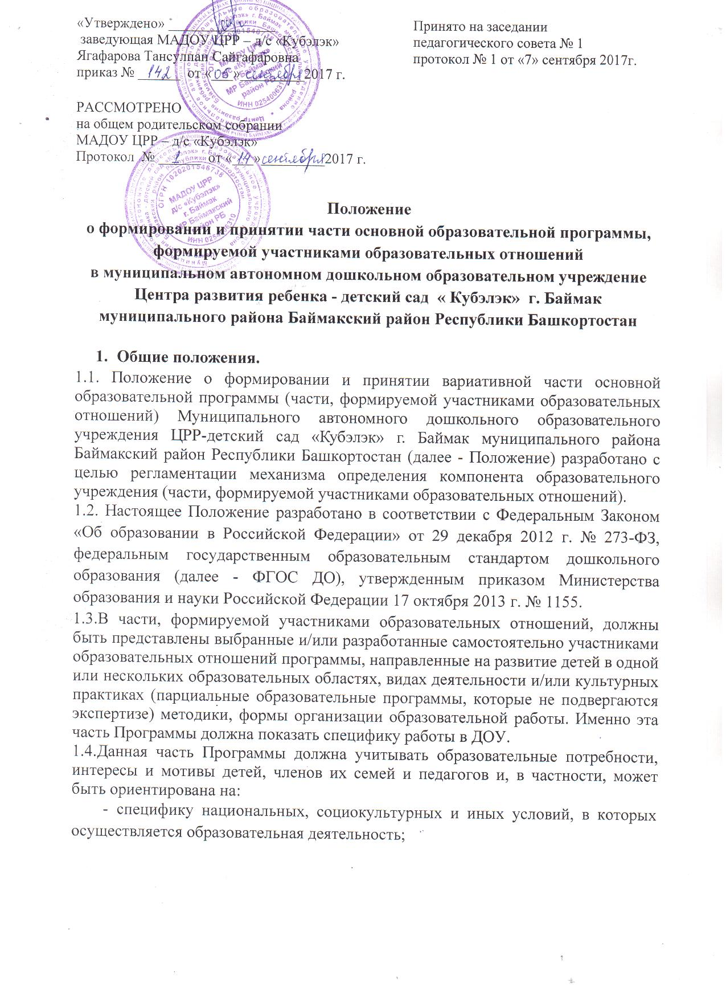 «Утверждено»
заведующая МАДОУ ЦРР – д/с «Кубэлэк»
Ягафарова Тансулпан Сайгафаровна
приказ № 142 от «05» сентября 2017 г.
Принято на заседании
педагогического совета № 1
протокол № 1 от «7» сентября 2017г.
РАССМОТРЕНО
на общем родительском собрании
МАДОУ ЦРР – д/с «Кубэлэк»
Протокол № 1 от «14» сентября 2017 г.
ОГРН 1020201546738
МАДОУ ЦРР
д/с «Кубэлэк»
г. Баймак
МР Баймакский
район РБ
ИНН 0254006310
ОГРН 1020201546738
МАДОУ ЦРР
д/с «Кубэлэк»
г. Баймак
МР Баймакский
район РБ
ИНН 0254006310
Положение
о формировании и принятии части основной образовательной программы,
формируемой участниками образовательных отношений
в муниципальном автономном дошкольном образовательном учреждение
Центра развития ребенка - детский сад « Кубэлэк» г. Баймак
муниципального района Баймакский район Республики Башкортостан
1. Общие положения.
1.1. Положение о формировании и принятии вариативной части основной
образовательной программы (части, формируемой участниками образовательных
отношений) Муниципального автономного дошкольного образовательного
учреждения ЦРР-детский сад «Кубэлэк» г. Баймак муниципального района
Баймакский район Республики Башкортостан (далее - Положение) разработано с
целью регламентации механизма определения компонента образовательного
учреждения (части, формируемой участниками образовательных отношений).
1.2. Настоящее Положение разработано в соответствии с Федеральным Законом
«Об образовании в Российской Федерации» от 29 декабря 2012 г. № 273-ФЗ,
федеральным государственным образовательным стандартом дошкольного
образования (далее - ФГОС ДО), утвержденным приказом Министерства
образования и науки Российской Федерации 17 октября 2013 г. № 1155.
1.3.В части, формируемой участниками образовательных отношений, должны
быть представлены выбранные и/или разработанные самостоятельно участниками
образовательных отношений программы, направленные на развитие детей в одной
или нескольких образовательных областях, видах деятельности и/или культурных
практиках (парциальные образовательные программы, которые не подвергаются
экспертизе) методики, формы организации образовательной работы. Именно эта
часть Программы должна показать специфику работы в ДОУ.
1.4.Данная часть Программы должна учитывать образовательные потребности,
интересы и мотивы детей, членов их семей и педагогов и, в частности, может
быть ориентирована на:
- специфику национальных, социокультурных и иных условий, в которых
осуществляется образовательная деятельность;